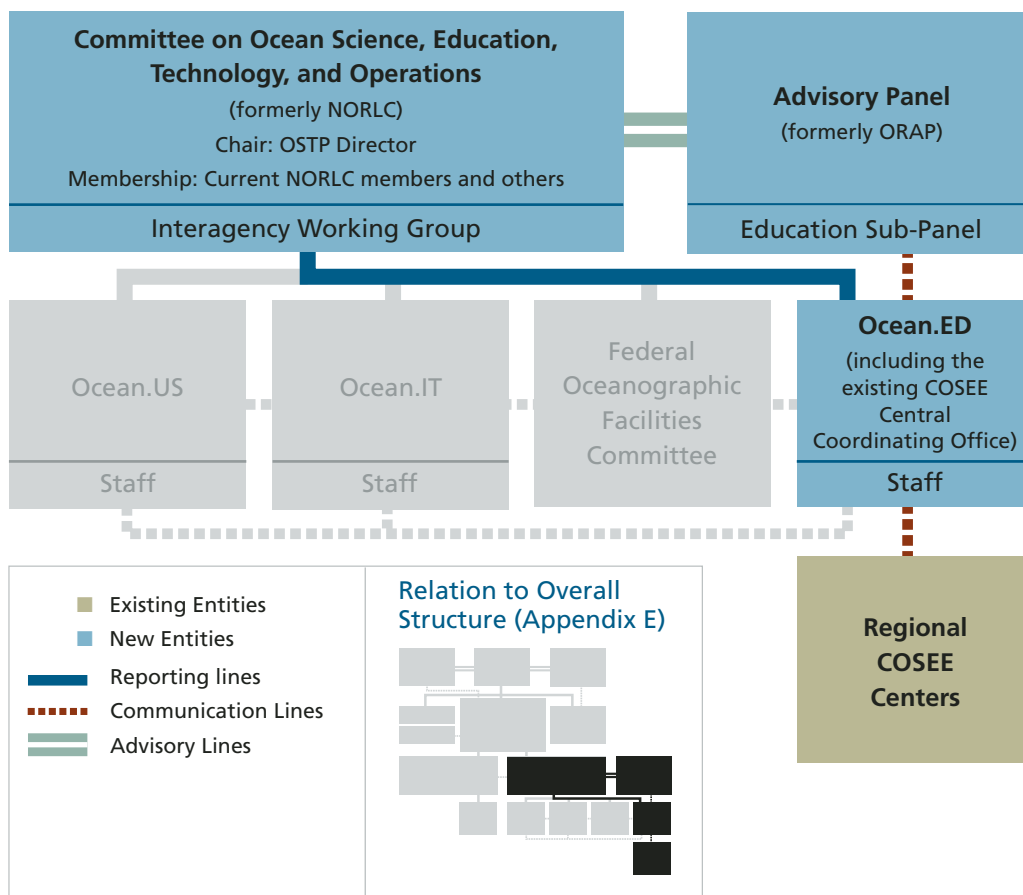 Committee on Ocean Science, Education,
Technology, and Operations
(formerly NORLC)
Chair: OSTP Director
Membership: Current NORLC members and others
Interagency Working Group
Advisory Panel
(formerly ORAP)
Education Sub-Panel
Ocean.US
Staff
Ocean.IT
Staff
Federal
Oceanographic
Facilities
Committee
Ocean.ED
(including the
existing COSEE
Central
Coordinating Office)
Staff
Regional
COSEE
Centers
Existing Entities
New Entities
Reporting lines
Communication Lines
Advisory Lines
Relation to Overall
Structure (Appendix E)